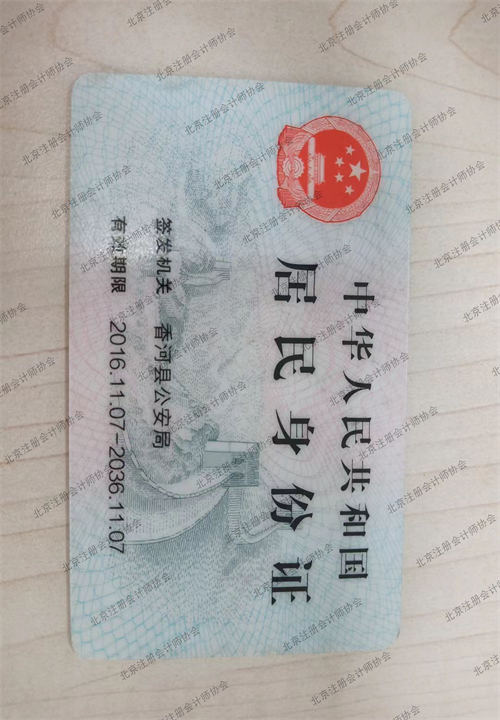 中华人民共和国
居民身份证
签发机关 香河县公安局
有效期限 2016.11.07-2036.11.07
北京注册会计师协会